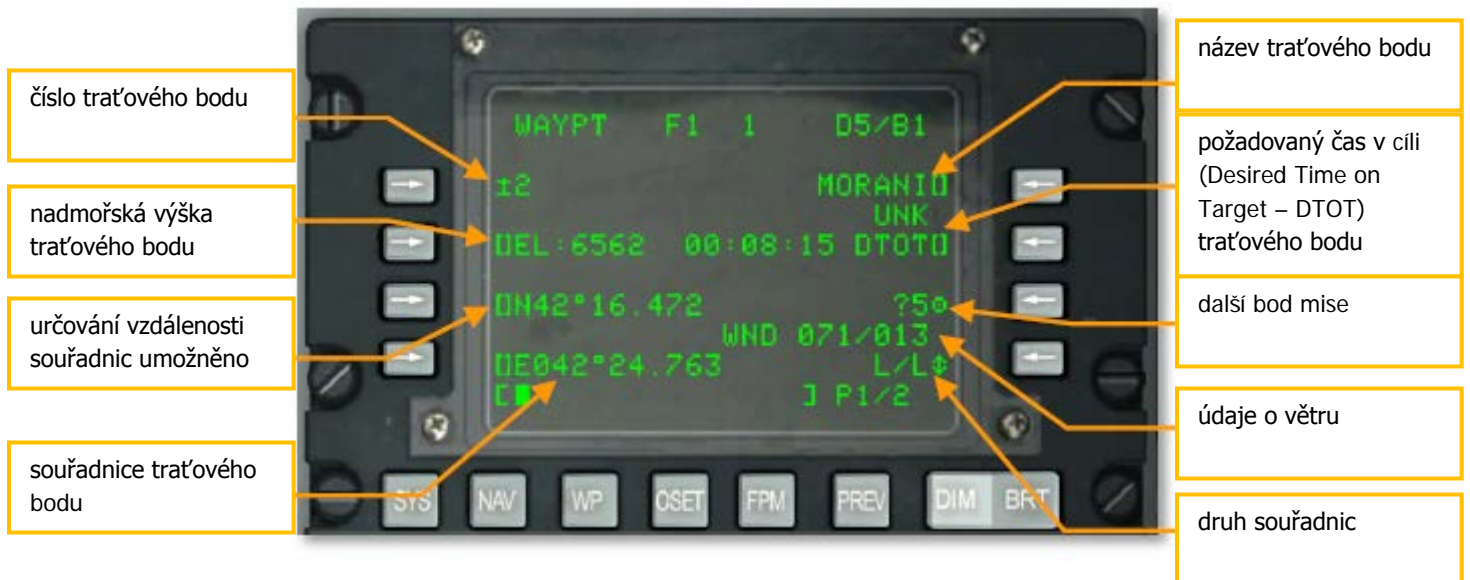 číslo traťového bodu
nadmořská výška
traťového bodu
určování vzdálenosti
souřadnic umožněno
souřadnice traťového
bodu
WAYPT F1 1 D5/B1
±2 MORANI[]
UNK
[]EL:6562 00:08:15 DTOT[]
[]N42°16.472 ?5⊙
WND 071/013
[]E042°24.763 L/L↕
[█ ] P1/2
SYS NAV WP OSET FPM PREV DIM BRT
název traťového bodu
požadovaný čas v cíli
(Desired Time on
Target – DTOT)
traťového bodu
další bod mise
údaje o větru
druh souřadnic